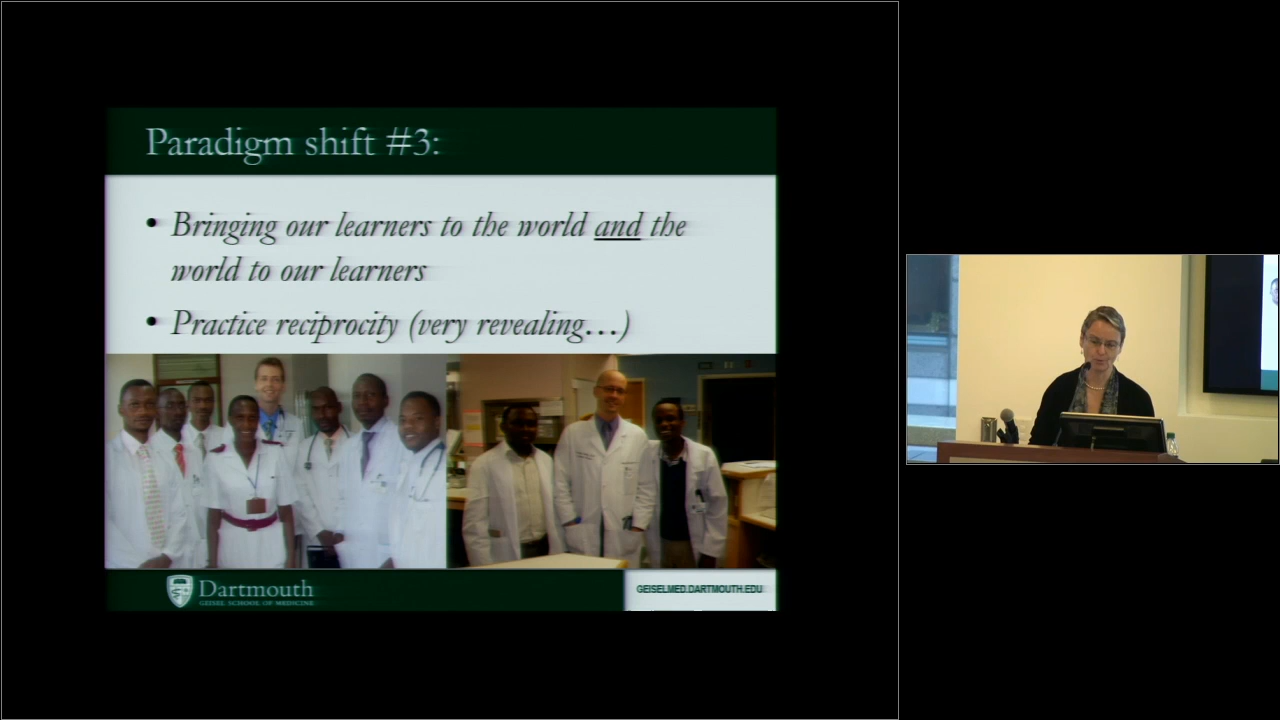 Paradigm shift #3:
• Bringing our learners to the world and the
world to our learners
• Practice reciprocity (very revealing…)
Dartmouth
GEISEL SCHOOL OF MEDICINE
GEISELMED.DARTMOUTH.EDU